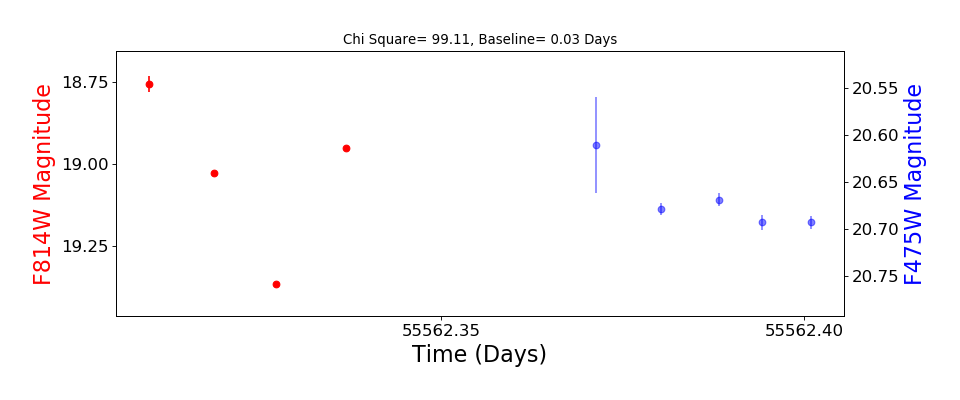 Chi Square= 99.11, Baseline= 0.03 Days
F814W Magnitude
18.75
19.00
19.25
20.55
20.60
20.65
20.70
20.75
F475W Magnitude
55562.35
55562.40
Time (Days)